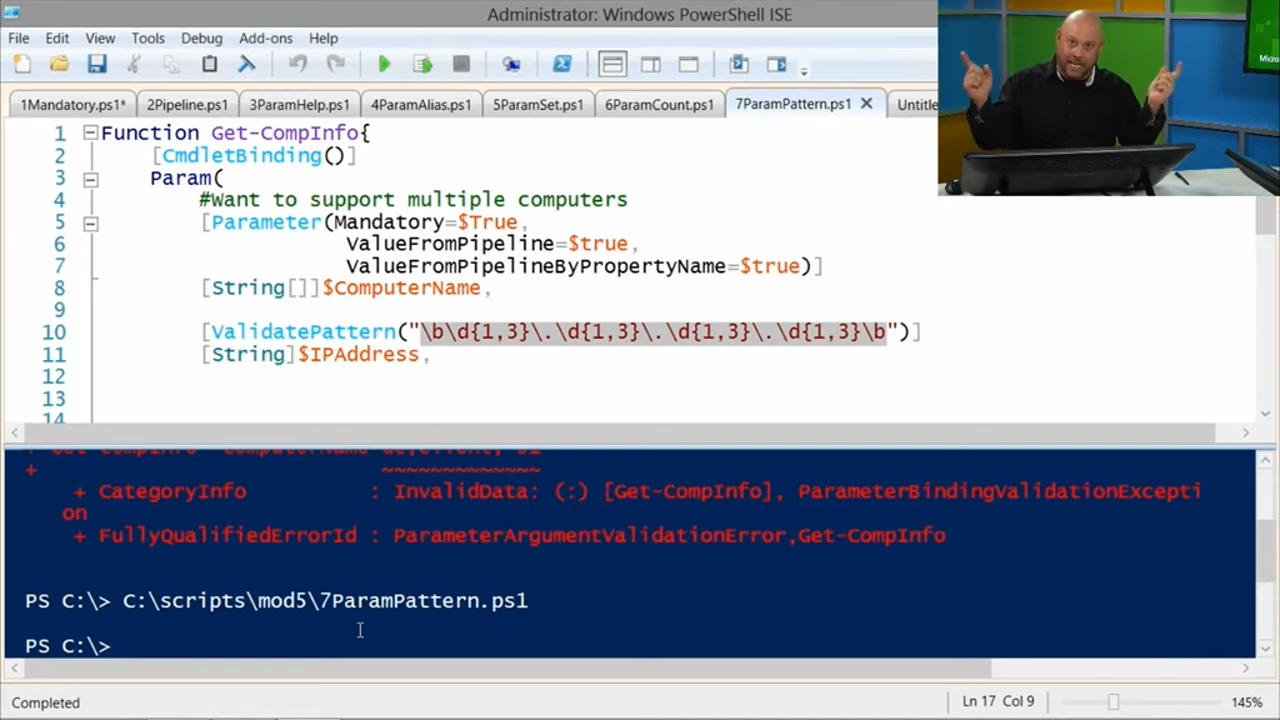 Administrator: Windows PowerShell ISE
File Edit View Tools Debug Add-ons Help
1Mandatory.ps1* 2Pipeline.ps1 3ParamHelp.ps1 4ParamAlias.ps1 5ParamSet.ps1 6ParamCount.ps1 7ParamPattern.ps1 Untitle
1 Function Get-CompInfo{
2 [CmdletBinding()]
3 Param(
4 #Want to support multiple computers
5 [Parameter(Mandatory=$True,
6 ValueFromPipeline=$true,
7 ValueFromPipelineByPropertyName=$true)]
8 [String[]]$ComputerName,
9
10 [ValidatePattern("\b\d{1,3}\.\d{1,3}\.\d{1,3}\.\d{1,3}\b")]
11 [String]$IPAddress,
12
13
14
+ ~~~~~~~~~~~~~
+ CategoryInfo : InvalidData: (:) [Get-CompInfo], ParameterBindingValidationExcepti
on
+ FullyQualifiedErrorId : ParameterArgumentValidationError,Get-CompInfo
PS C:\> C:\scripts\mod5\7ParamPattern.ps1
PS C:\>
Completed Ln 17 Col 9 145%
Micro